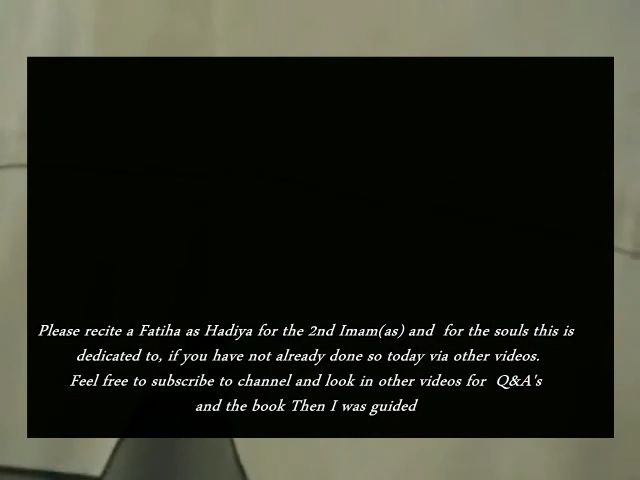 Please recite a Fatiha as Hadiya for the 2nd Imam(as) and for the souls this is
dedicated to, if you have not already done so today via other videos.
Feel free to subscribe to channel and look in other videos for Q&A's
and the book Then I was guided